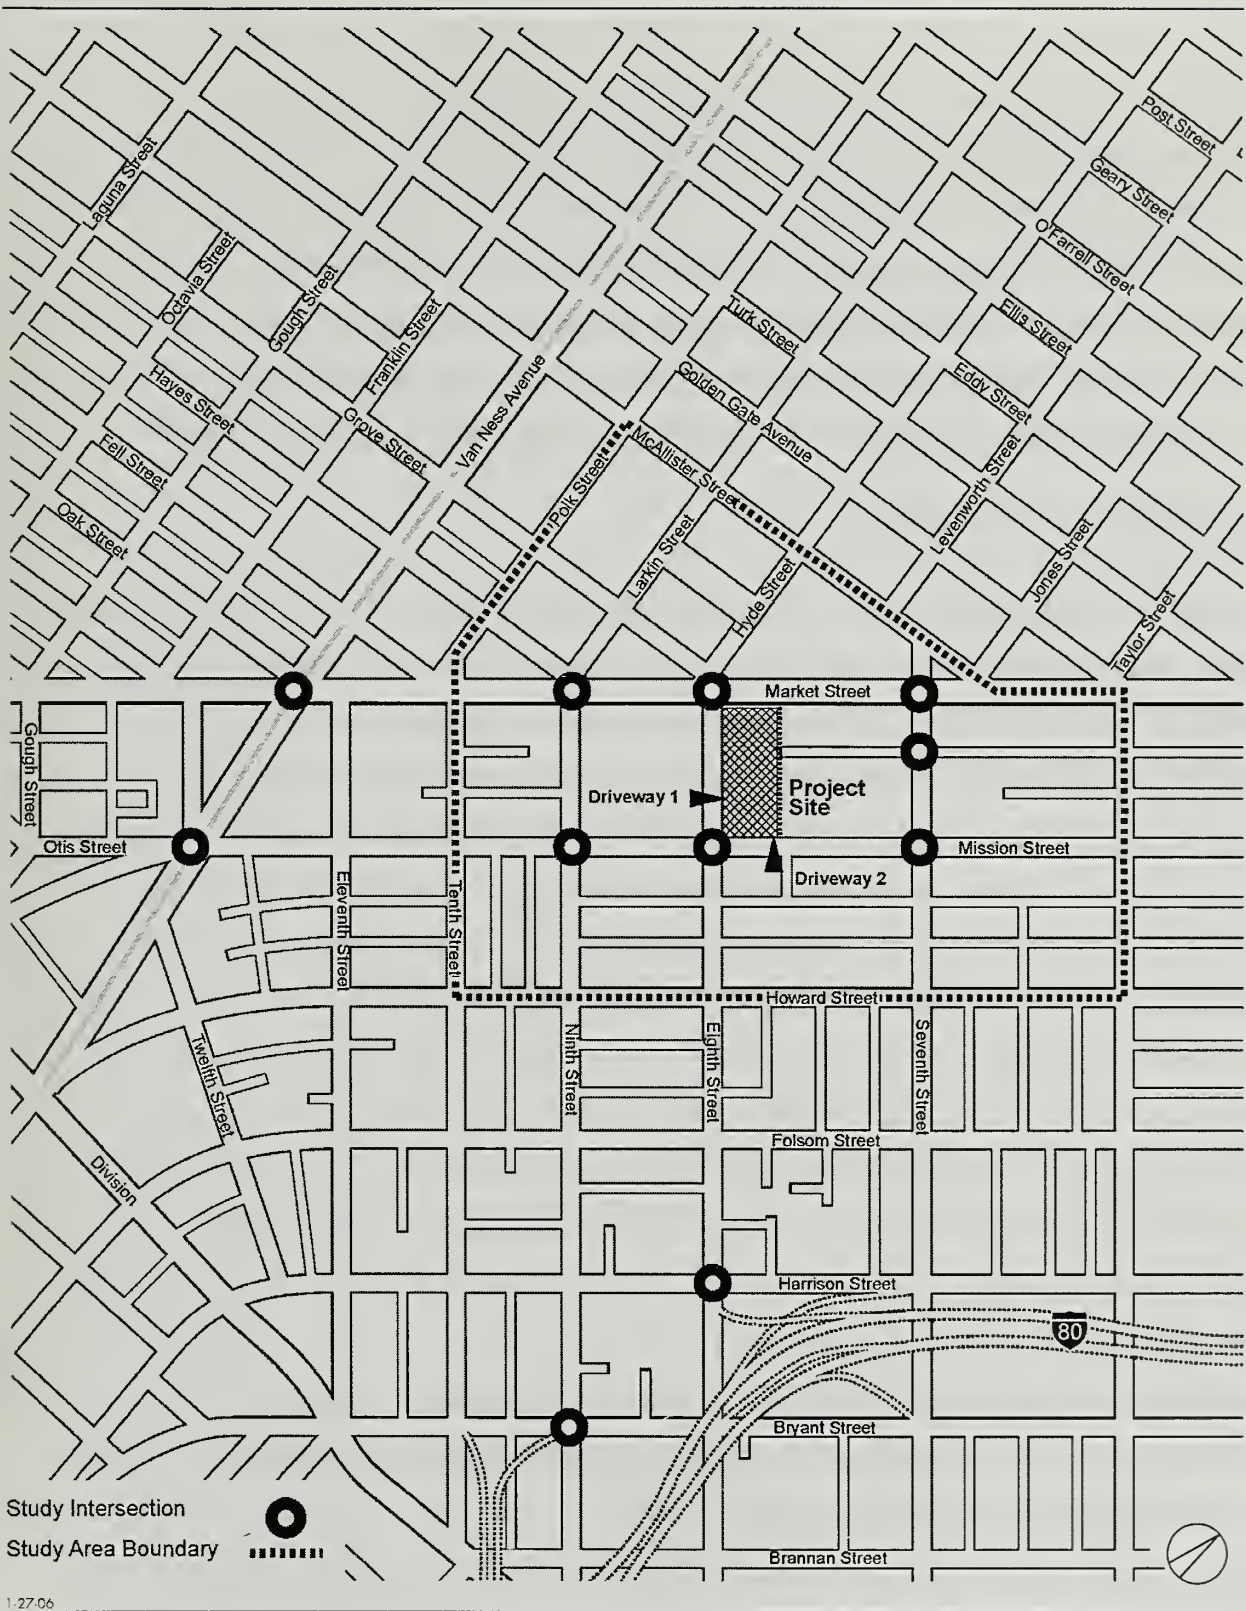 Post Street
Geary Street
Laguna Street
O'Farrell Street
Octavia Street
Gough Street
Franklin Street
Turk Street
Ellis Street
Hayes Street
Van Ness Avenue
Golden Gate Avenue
Eddy Street
Grove Street
Fell Street
McAllister Street
Polk Street
Levenworth Street
Oak Street
Larkin Street
Hyde Street
Jones Street
Taylor Street
Market Street
Gough Street
Driveway 1
Project
Site
Otis Street
Mission Street
Driveway 2
Eleventh Street
Tenth Street
Howard Street
Twelfth Street
Ninth Street
Eighth Street
Seventh Street
Folsom Street
Division
Harrison Street
80
Bryant Street
Study Intersection
Study Area Boundary
Brannan Street
1-27-06